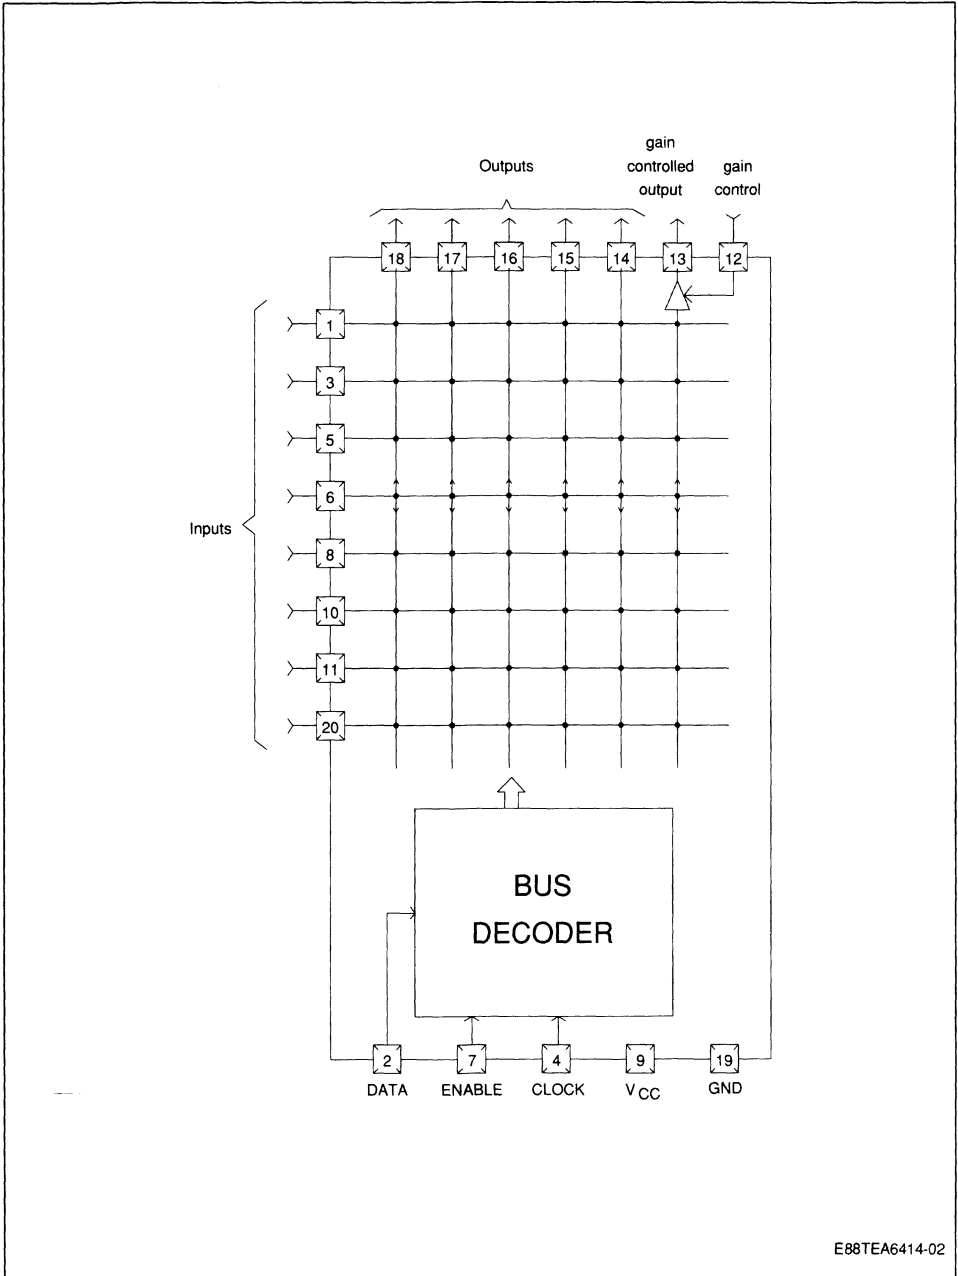 gain
Outputs controlled gain
output control
18 17 16 15 14 13 12
1
3
5
6
Inputs
8
10
11
20
BUS
DECODER
2 7 4 9 19
DATA ENABLE CLOCK VCC GND
E88TEA6414-02